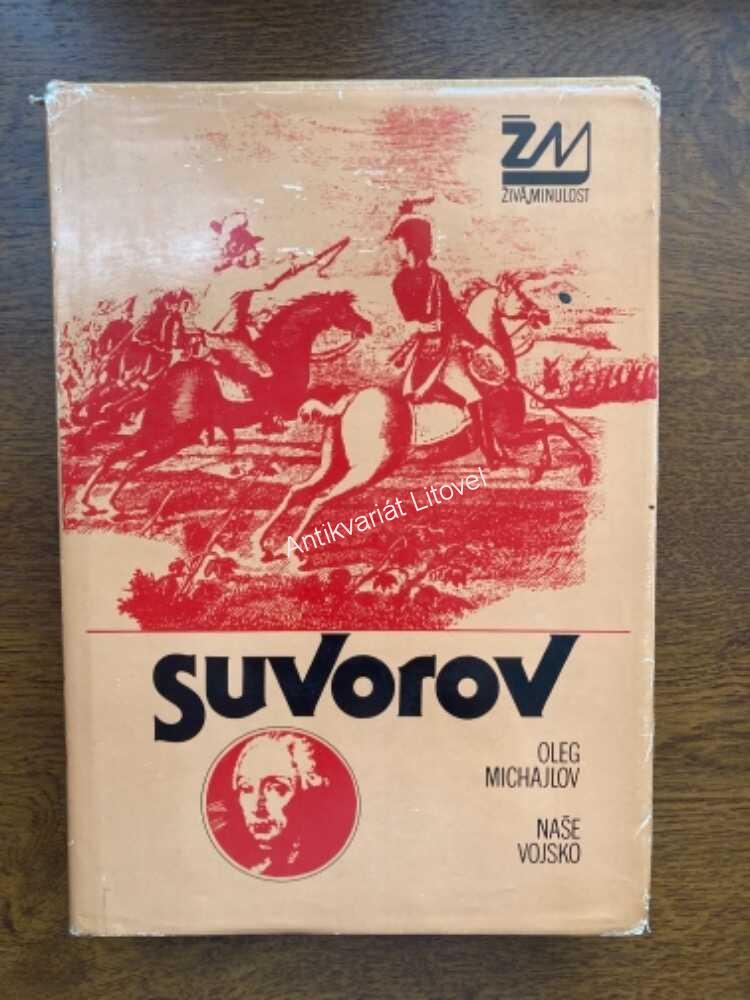 ŽM
ŽIVÁ MINULOST
Antikvariát Litovel
suvorov
OLEG
MICHAJLOV
NAŠE
VOJSKO